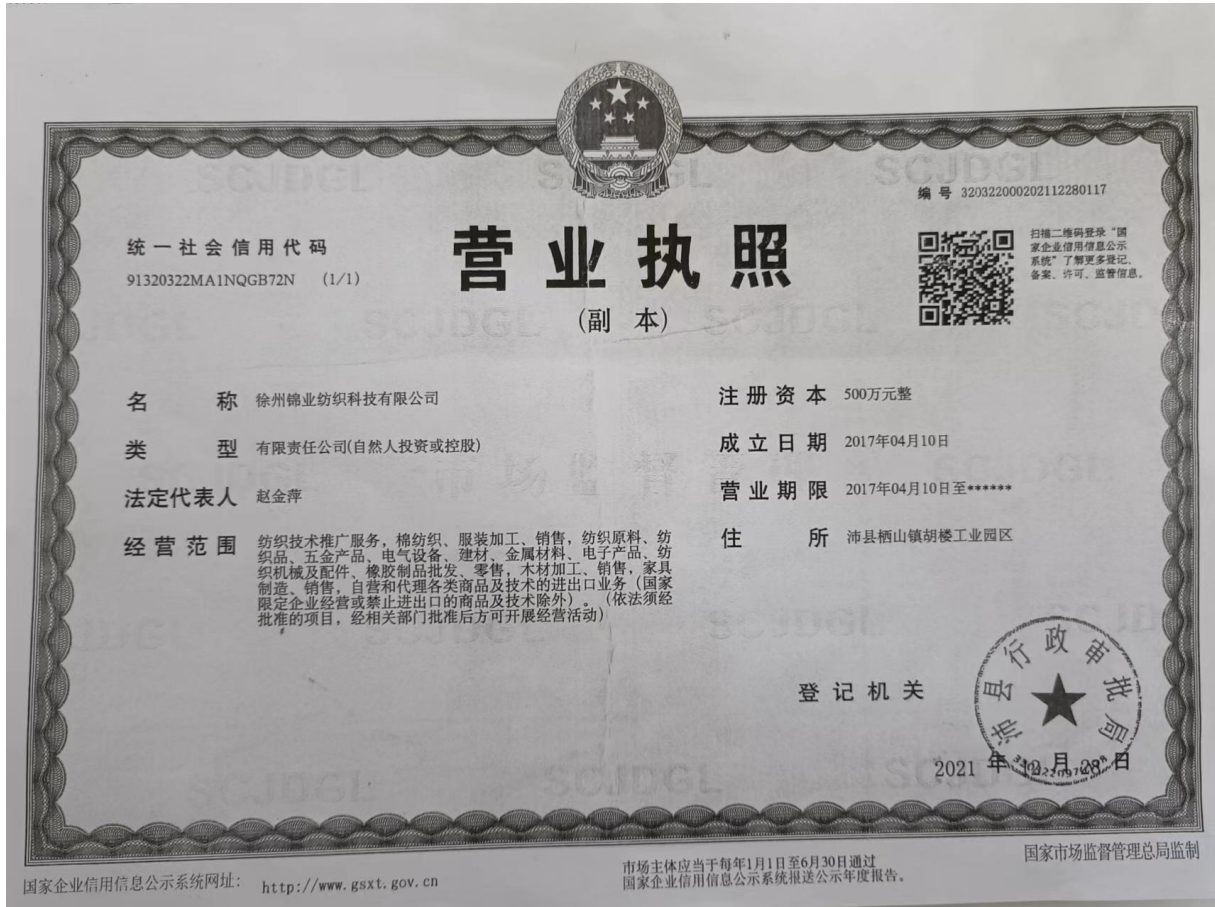 编号 320322000202112280117
统一社会信用代码
91320322MA1NQGB72N (1/1)
营业执照
(副 本)
扫描二维码登录“国
家企业信用信息公示
系统”了解更多登记、
备案、许可、监管信息。
名 称 徐州锦业纺织科技有限公司
类 型 有限责任公司(自然人投资或控股)
法定代表人 赵金萍
经营范围 纺织技术推广服务，棉纺织、服装加工、销售，纺织原料、纺
织品、五金产品、电气设备、建材、金属材料、电子产品、纺
织机械及配件、橡胶制品批发、零售，木材加工、销售，家具
制造、销售，自营和代理各类商品及技术的进出口业务（国家
限定企业经营或禁止进出口的商品及技术除外）。（依法须经
批准的项目，经相关部门批准后方可开展经营活动）
注册资本 500万元整
成立日期 2017年04月10日
营业期限 2017年04月10日至******
住 所 沛县栖山镇胡楼工业园区
登记机关
沛县行政审批局
2021 年 12 月 28 日
国家企业信用信息公示系统网址： http://www.gsxt.gov.cn
市场主体应当于每年1月1日至6月30日通过
国家企业信用信息公示系统报送公示年度报告。
国家市场监督管理总局监制